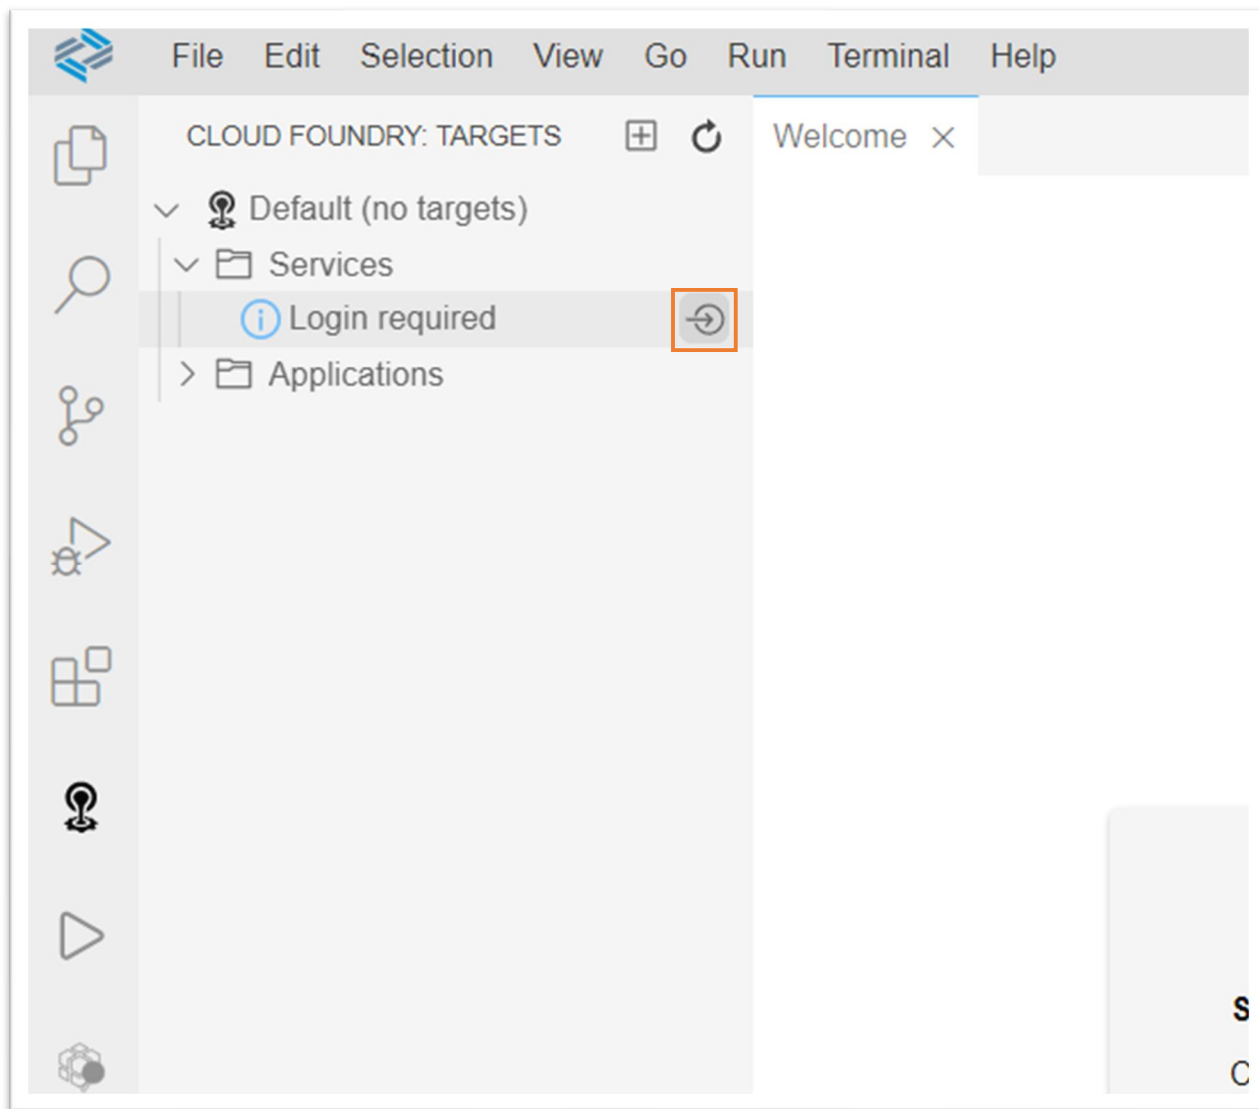 File Edit Selection View Go Run Terminal Help
CLOUD FOUNDRY: TARGETS
Welcome
Default (no targets)
Services
Login required
Applications